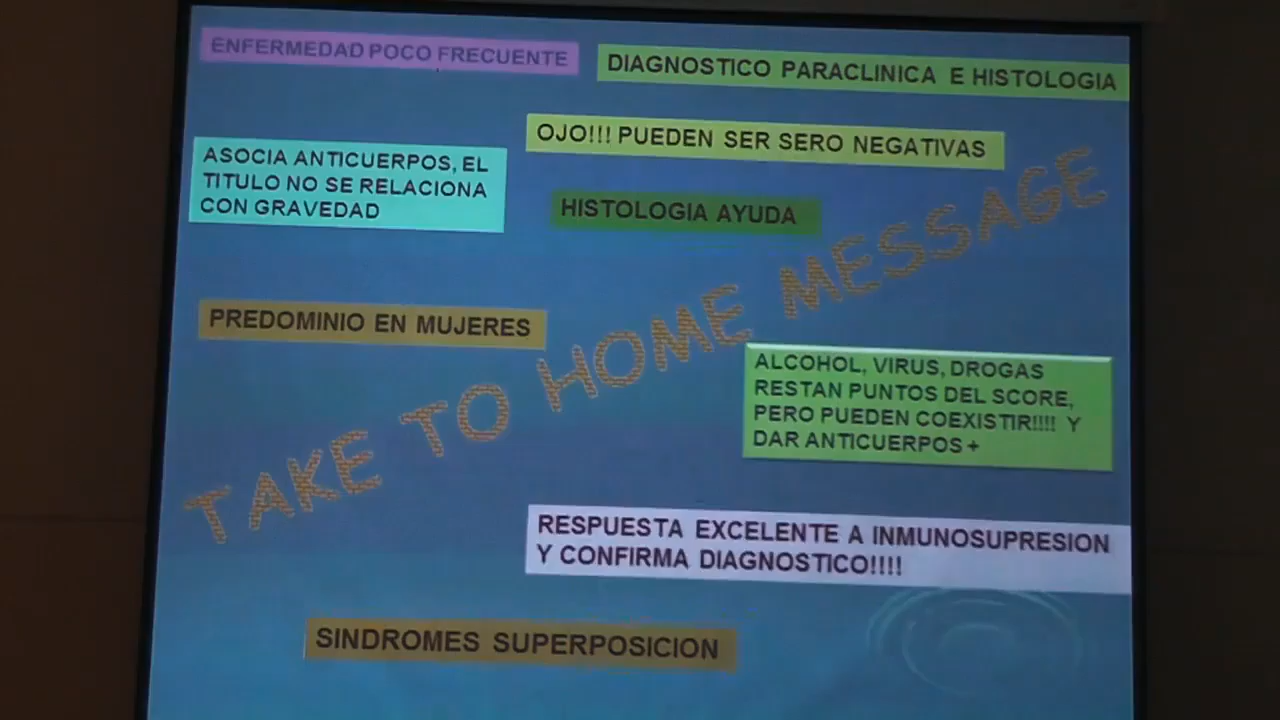 ENFERMEDAD POCO FRECUENTE
DIAGNOSTICO PARACLINICA E HISTOLOGIA
OJO!!! PUEDEN SER SERO NEGATIVAS
ASOCIA ANTICUERPOS, EL
TITULO NO SE RELACIONA
CON GRAVEDAD
HISTOLOGIA AYUDA
PREDOMINIO EN MUJERES
TAKE TO HOME MESSAGE
ALCOHOL, VIRUS, DROGAS
RESTAN PUNTOS DEL SCORE,
PERO PUEDEN COEXISTIR!!!! Y
DAR ANTICUERPOS +
RESPUESTA EXCELENTE A INMUNOSUPRESION
Y CONFIRMA DIAGNOSTICO!!!!
SINDROMES SUPERPOSICION